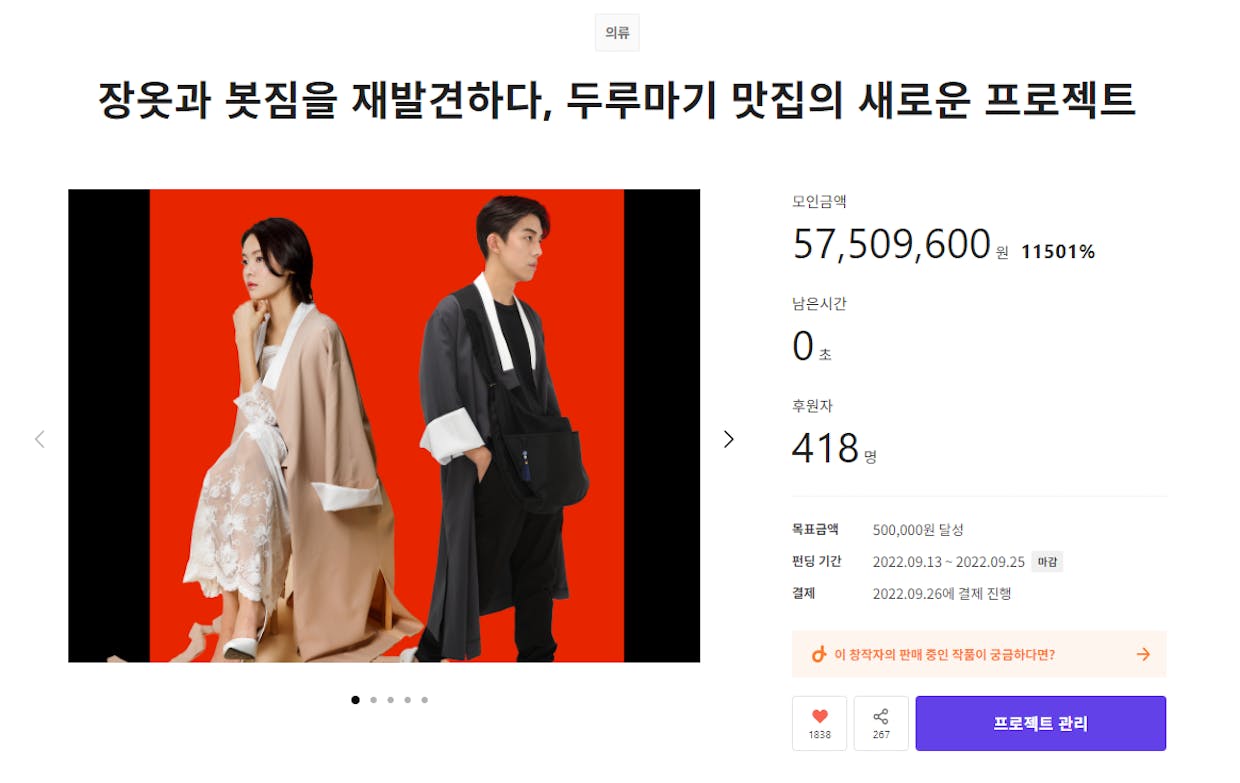 의류
장옷과 봇짐을 재발견하다, 두루마기 맛집의 새로운 프로젝트
모인금액
57,509,600 원 11501%
남은시간
0 초
후원자
418 명
목표금액 500,000원 달성
펀딩 기간 2022.09.13 ~ 2022.09.25 마감
결제 2022.09.26에 결제 진행
이 창작자의 판매 중인 작품이 궁금하다면?
1838
267
프로젝트 관리